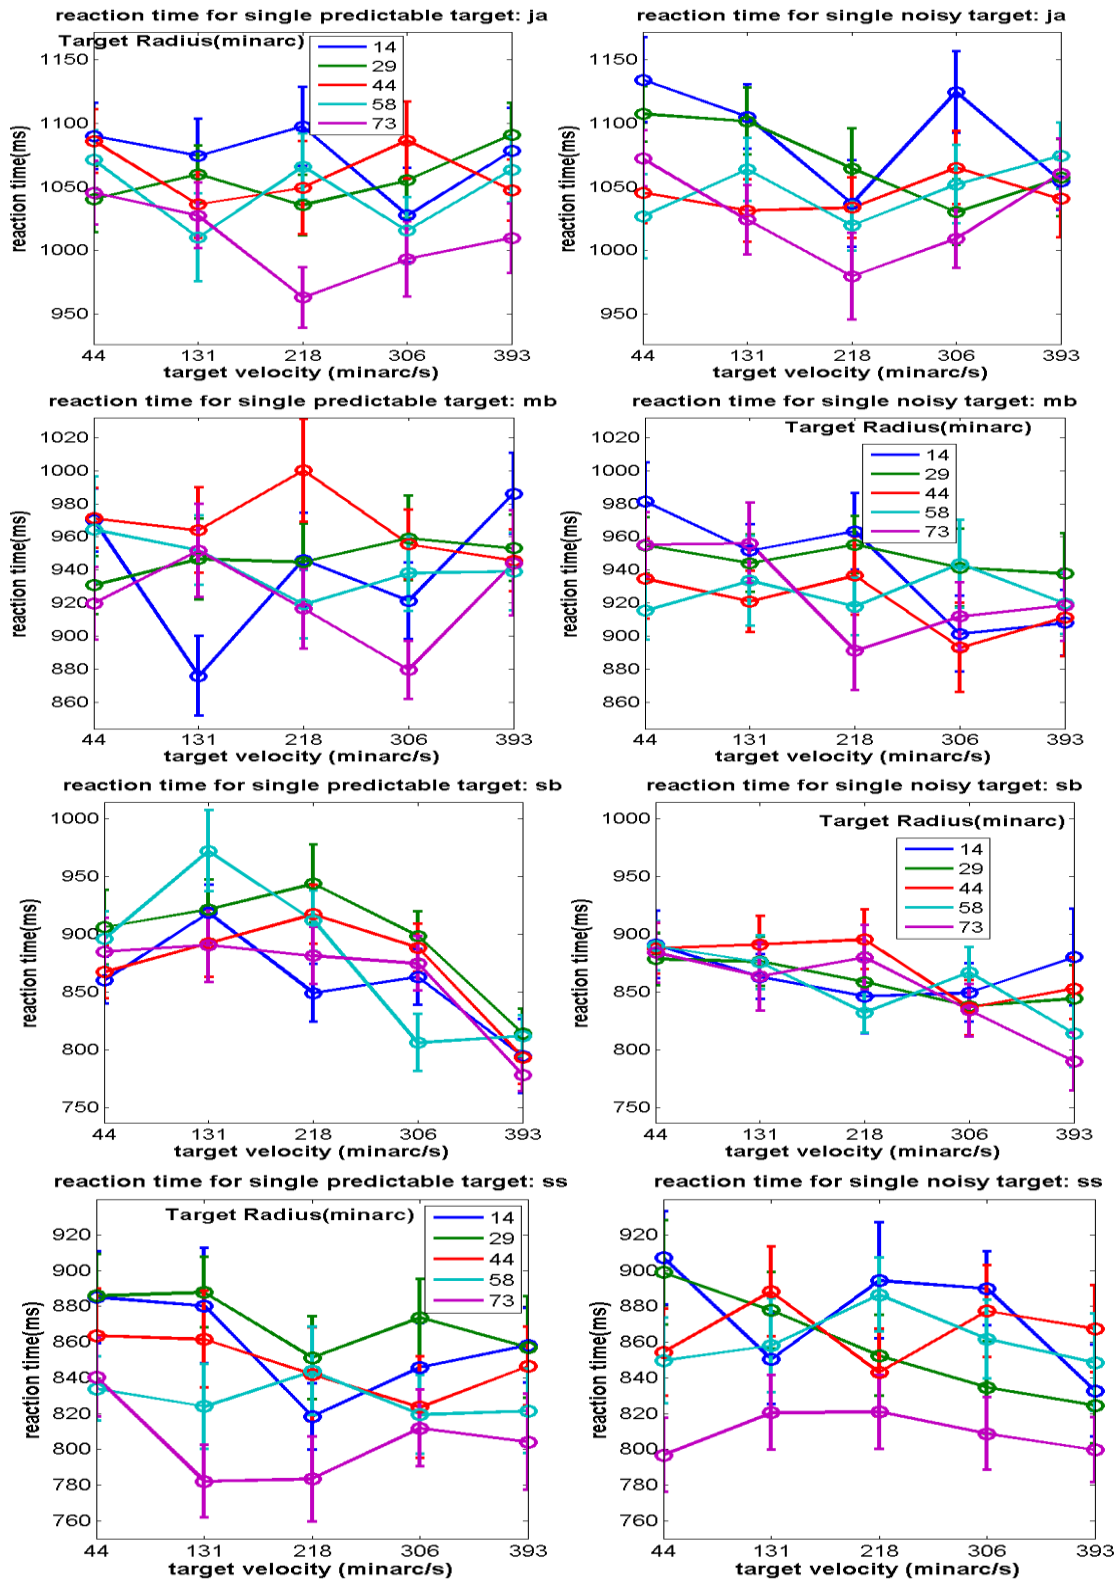 reaction time for single predictable target: ja
Target Radius(minarc)
14
29
44
58
73
reaction time(ms)
1150
1100
1050
1000
950
44 131 218 306 393
target velocity (minarc/s)
reaction time for single noisy target: ja
reaction time(ms)
1150
1100
1050
1000
950
44 131 218 306 393
target velocity (minarc/s)
reaction time for single predictable target: mb
reaction time(ms)
1020
1000
980
960
940
920
900
880
860
44 131 218 306 393
target velocity (minarc/s)
reaction time for single noisy target: mb
Target Radius(minarc)
14
29
44
58
73
reaction time(ms)
1020
1000
980
960
940
920
900
880
860
44 131 218 306 393
target velocity (minarc/s)
reaction time for single predictable target: sb
reaction time(ms)
1000
950
900
850
800
750
44 131 218 306 393
target velocity (minarc/s)
reaction time for single noisy target: sb
Target Radius(minarc)
14
29
44
58
73
reaction time(ms)
1000
950
900
850
800
750
44 131 218 306 393
target velocity (minarc/s)
reaction time for single predictable target: ss
Target Radius(minarc)
14
29
44
58
73
reaction time(ms)
920
900
880
860
840
820
800
780
760
44 131 218 306 393
target velocity (minarc/s)
reaction time for single noisy target: ss
reaction time(ms)
920
900
880
860
840
820
800
780
760
44 131 218 306 393
target velocity (minarc/s)